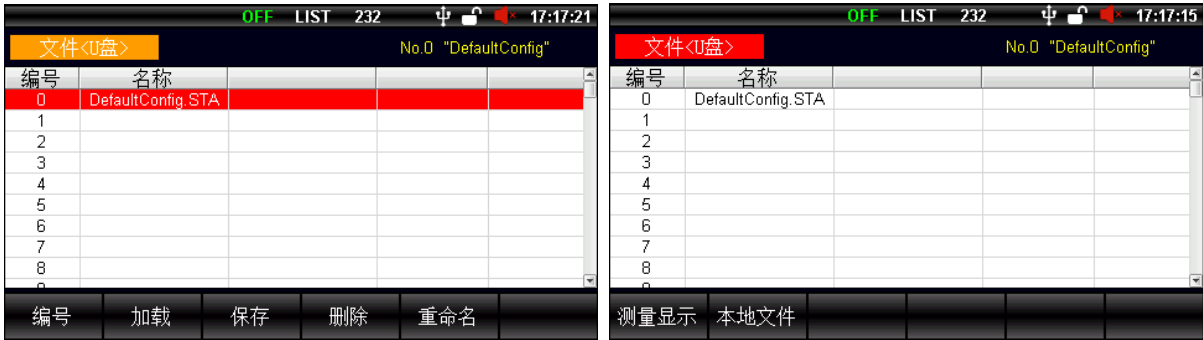 OFF LIST 232 17:17:21
文件<U盘> No.0 "DefaultConfig"
编号 名称
0 DefaultConfig.STA
1
2
3
4
5
6
7
8
编号 加载 保存 删除 重命名
OFF LIST 232 17:17:15
文件<U盘> No.0 "DefaultConfig"
编号 名称
0 DefaultConfig.STA
1
2
3
4
5
6
7
8
测量显示 本地文件